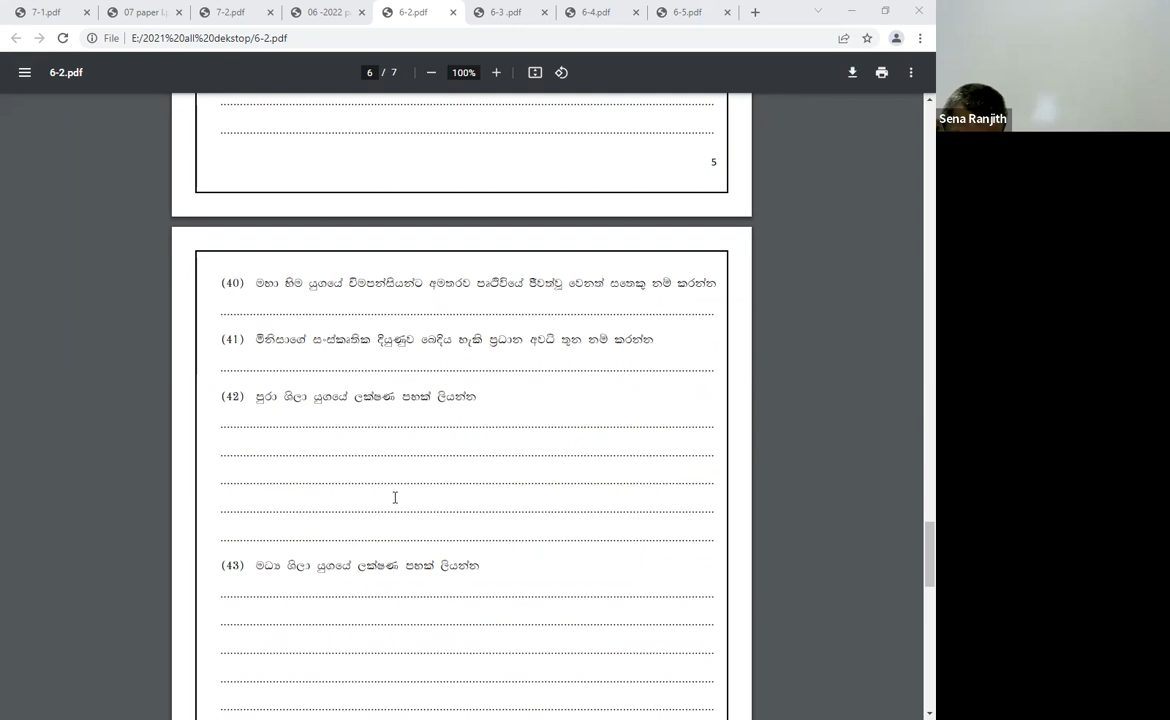 7-1.pdf
07 paper I.p
7-2.pdf
06 -2022 p
6-2.pdf
6-3 .pdf
6-4.pdf
6-5.pdf
File E:/2021%20all%20dekstop/6-2.pdf
6-2.pdf
6 / 7
100%
Sena Ranjith
5
(40) මහා හිම යුගයේ චිම්පන්සියන්ට අමතරව පෘථිවියේ ජීවත්වූ වෙනත් සතෙකු නම් කරන්න
(41) මිනිසාගේ සංස්කෘතික දියුණුව බෙදිය හැකි ප්‍රධාන අවධි තුන නම් කරන්න
(42) පුරා ශිලා යුගයේ ලක්ෂණ පහක් ලියන්න
(43) මධ්‍ය ශිලා යුගයේ ලක්ෂණ පහක් ලියන්න